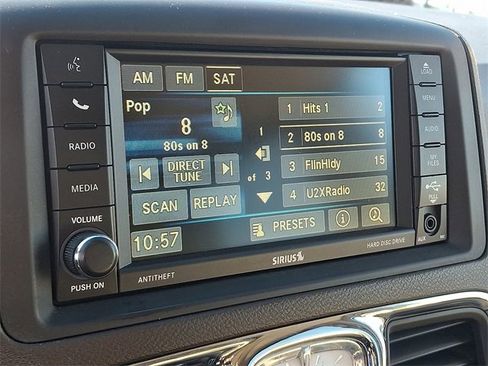 AM FM SAT
Pop
8
80s on 8
DIRECT TUNE
SCAN REPLAY
10:57
1
of 3
1 Hits 1 2
2 80s on 8 8
3 FlnHldy 15
4 U2XRadio 32
PRESETS
RADIO
MEDIA
VOLUME
PUSH ON
ANTITHEFT
SIRIUS
HARD DISC DRIVE
LOAD
MENU
AUDIO
MY FILES
PULL
AUX